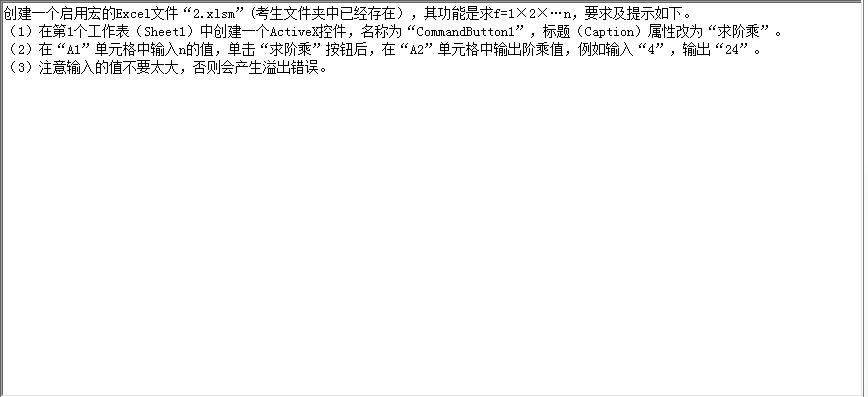 创建一个启用宏的Excel文件“2.xlsm”(考生文件夹中已经存在），其功能是求f=1×2×…n，要求及提示如下。
（1）在第1个工作表（Sheet1）中创建一个ActiveX控件，名称为“CommandButton1”，标题（Caption）属性改为“求阶乘”。
（2）在“A1”单元格中输入n的值，单击“求阶乘”按钮后，在“A2”单元格中输出阶乘值，例如输入“4”，输出“24”。
（3）注意输入的值不要太大，否则会产生溢出错误。